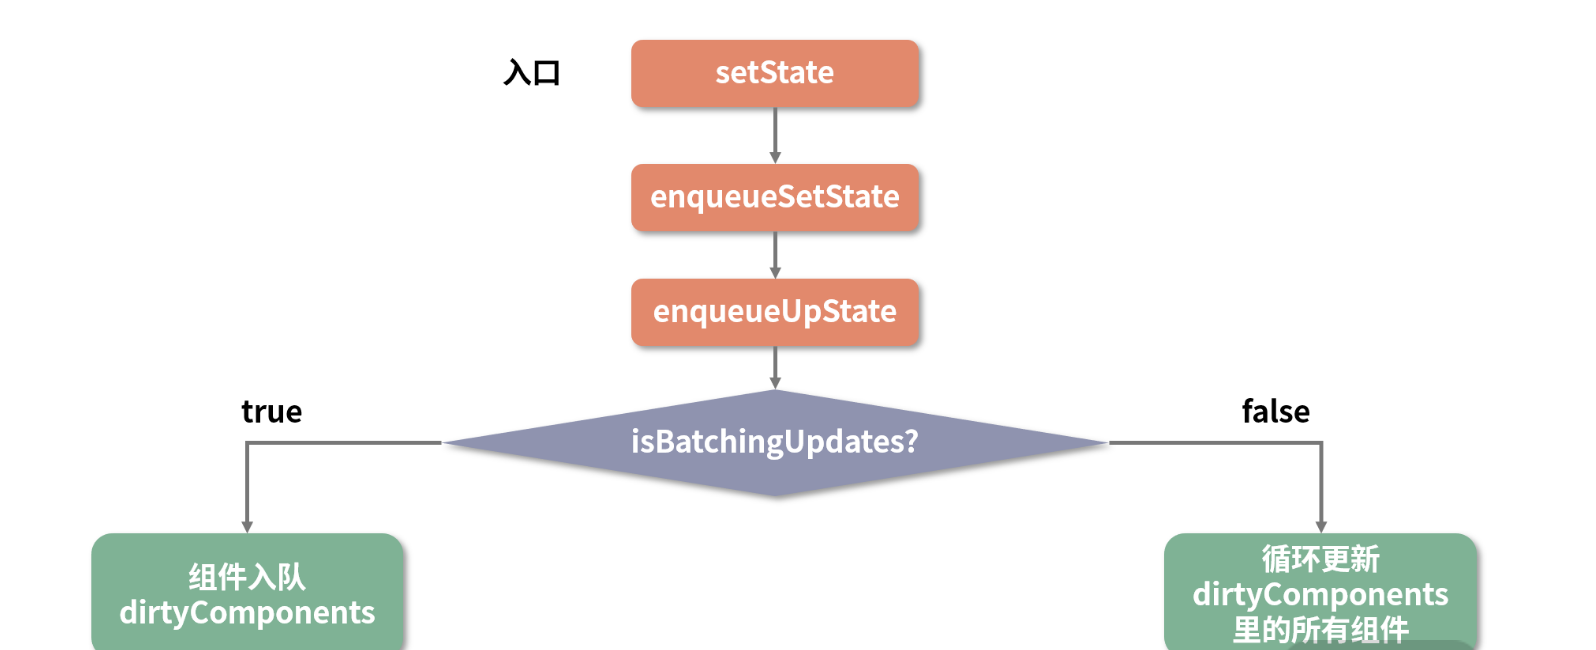 入口
setState
enqueueSetState
enqueueUpState
isBatchingUpdates?
true
false
组件入队
dirtyComponents
循环更新
dirtyComponents
里的所有组件